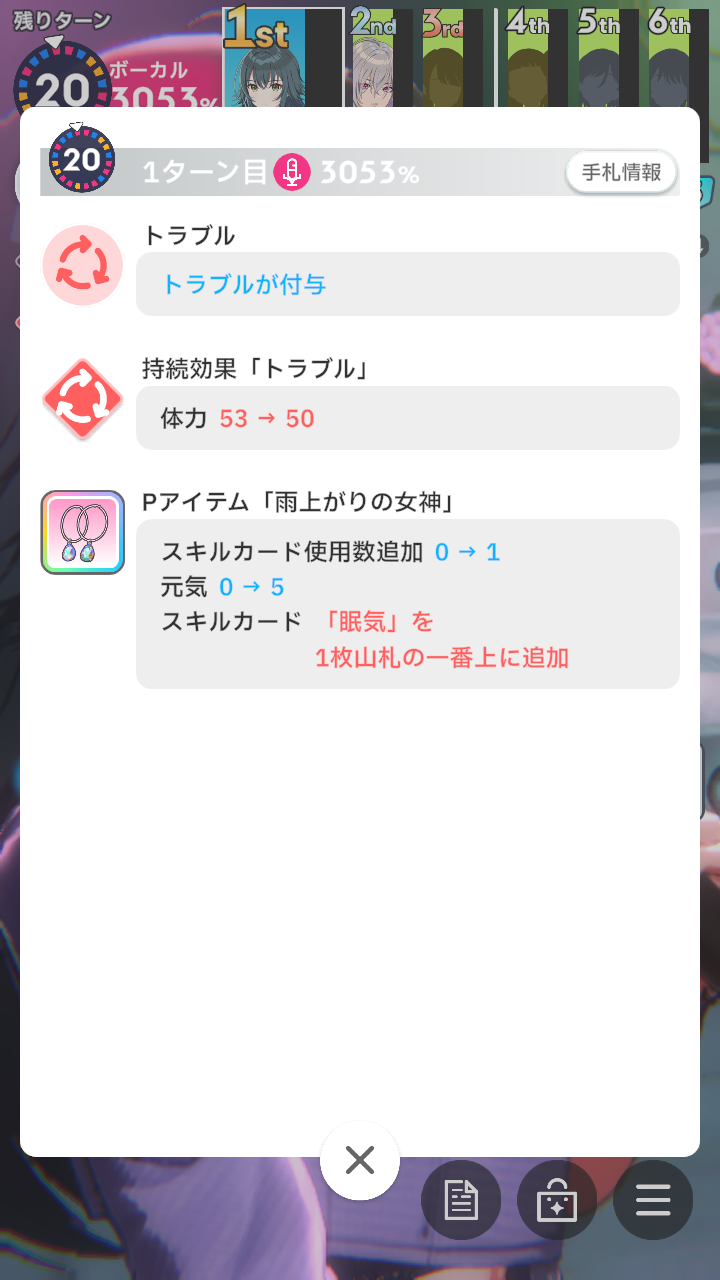 残りターン
20
ボーカル
3053%
1st
2nd
3rd
4th
5th
6th
20
1ターン目
3053%
手札情報
トラブル
トラブルが付与
持続効果「トラブル」
体力 53 → 50
Pアイテム「雨上がりの女神」
スキルカード使用数追加 0 → 1
元気 0 → 5
スキルカード 「眠気」を
1枚山札の一番上に追加